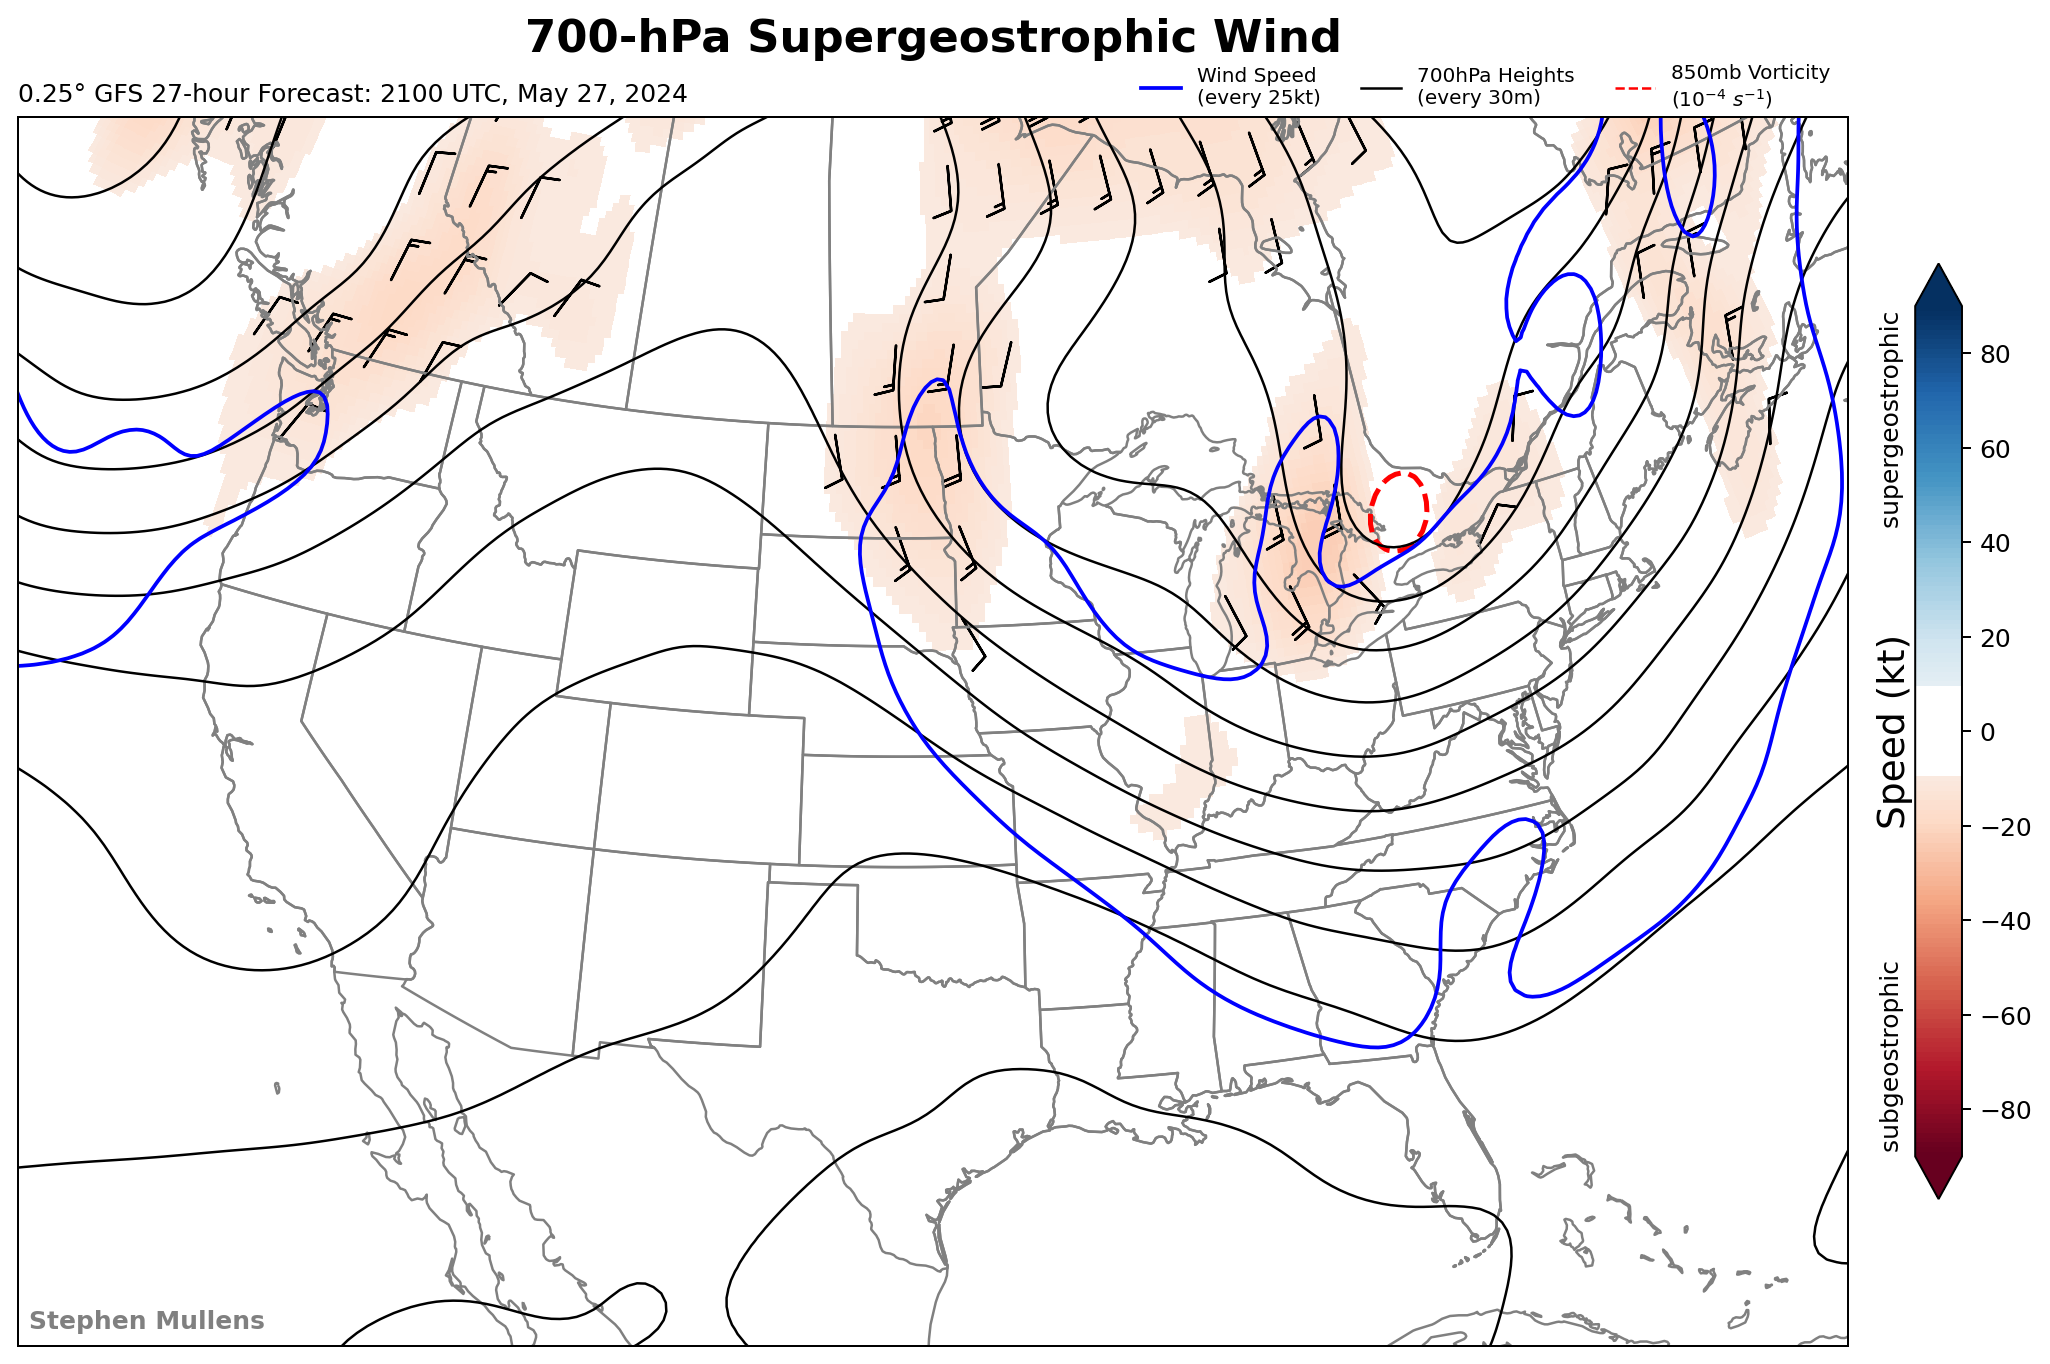 700-hPa Supergeostrophic Wind
0.25° GFS 27-hour Forecast: 2100 UTC, May 27, 2024
Wind Speed
(every 25kt)
700hPa Heights
(every 30m)
850mb Vorticity
(10⁻⁴ s⁻¹)
supergeostrophic
Speed (kt)
subgeostrophic
80
60
40
20
0
−20
−40
−60
−80
Stephen Mullens